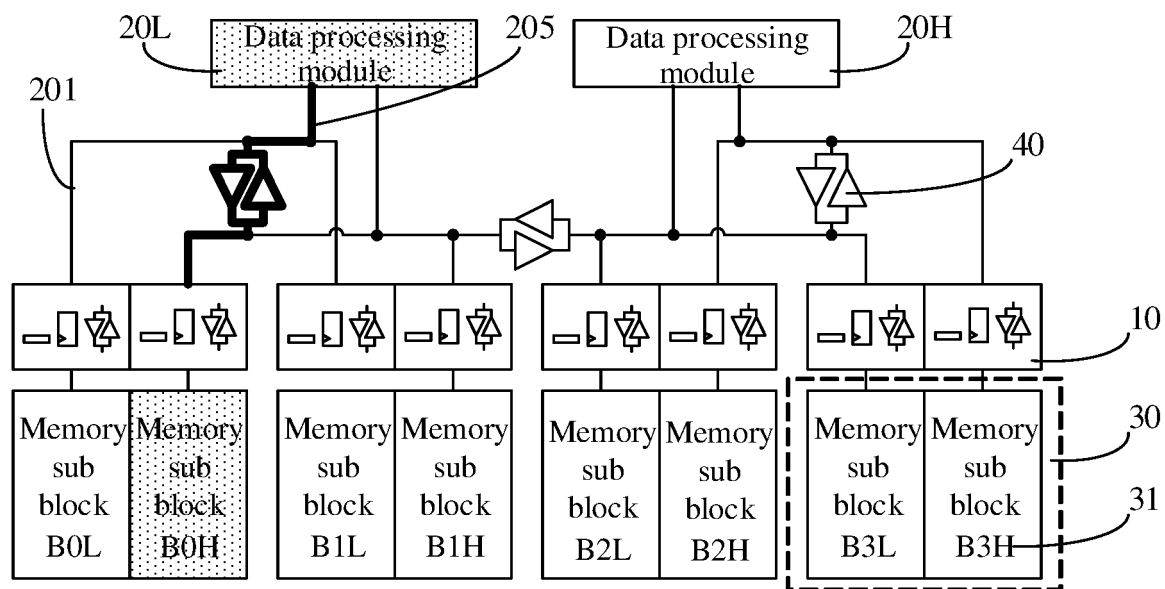 20L
Data processing
module
205
Data processing
module
20H
201
40
10
Memory
sub
block
B0L
Memory
sub
block
B0H
Memory
sub
block
B1L
Memory
sub
block
B1H
Memory
sub
block
B2L
Memory
sub
block
B2H
Memory
sub
block
B3L
Memory
sub
block
B3H
30
31